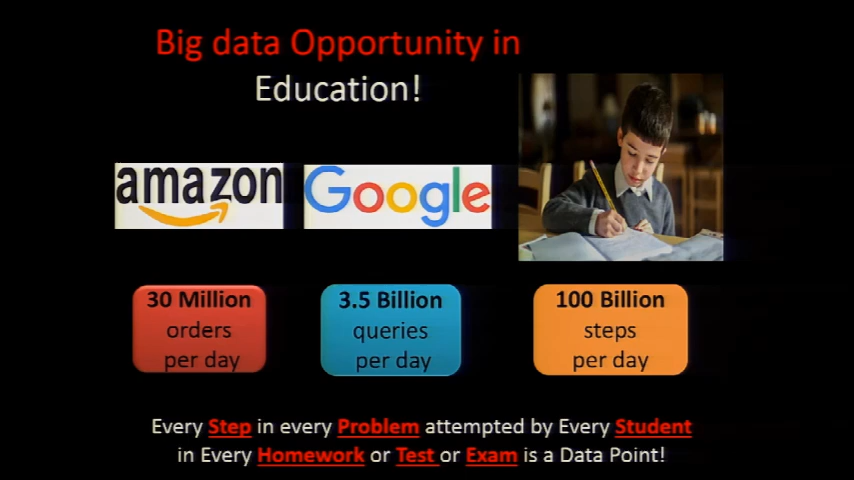 Big data Opportunity in
Education!
amazon
Google
30 Million
orders
per day
3.5 Billion
queries
per day
100 Billion
steps
per day
Every Step in every Problem attempted by Every Student
in Every Homework or Test or Exam is a Data Point!